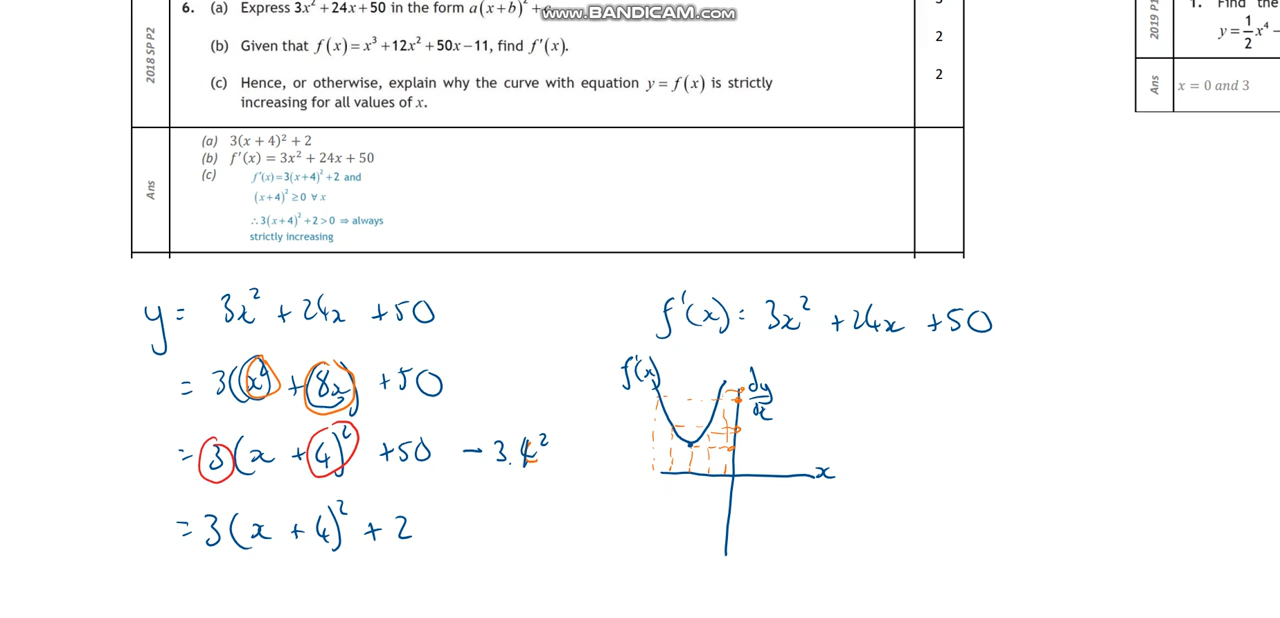 6. (a) Express 3x² + 24x + 50 in the form a(x+b)² +
www.BANDICAM.com
(b) Given that f(x) = x³ + 12x² + 50x − 11, find f′(x).
2
(c) Hence, or otherwise, explain why the curve with equation y = f(x) is strictly
increasing for all values of x.
2
2018 SP P2
Ans
(a) 3(x + 4)² + 2
(b) f′(x) = 3x² + 24x + 50
(c) f′(x) = 3(x+4)² + 2 and
(x+4)² ≥ 0 ∀ x
∴ 3(x+4)² + 2 > 0 ⇒ always
strictly increasing
2019 P1
1. Find the
y = 1/2 x⁴ −
Ans
x = 0 and 3
y = 3x² + 24x + 50
= 3(x² + 8x) + 50
= 3(x + 4)² + 50 − 3.4²
= 3(x + 4)² + 2
f′(x) = 3x² + 24x + 50
f′(x)
dy/dx
x